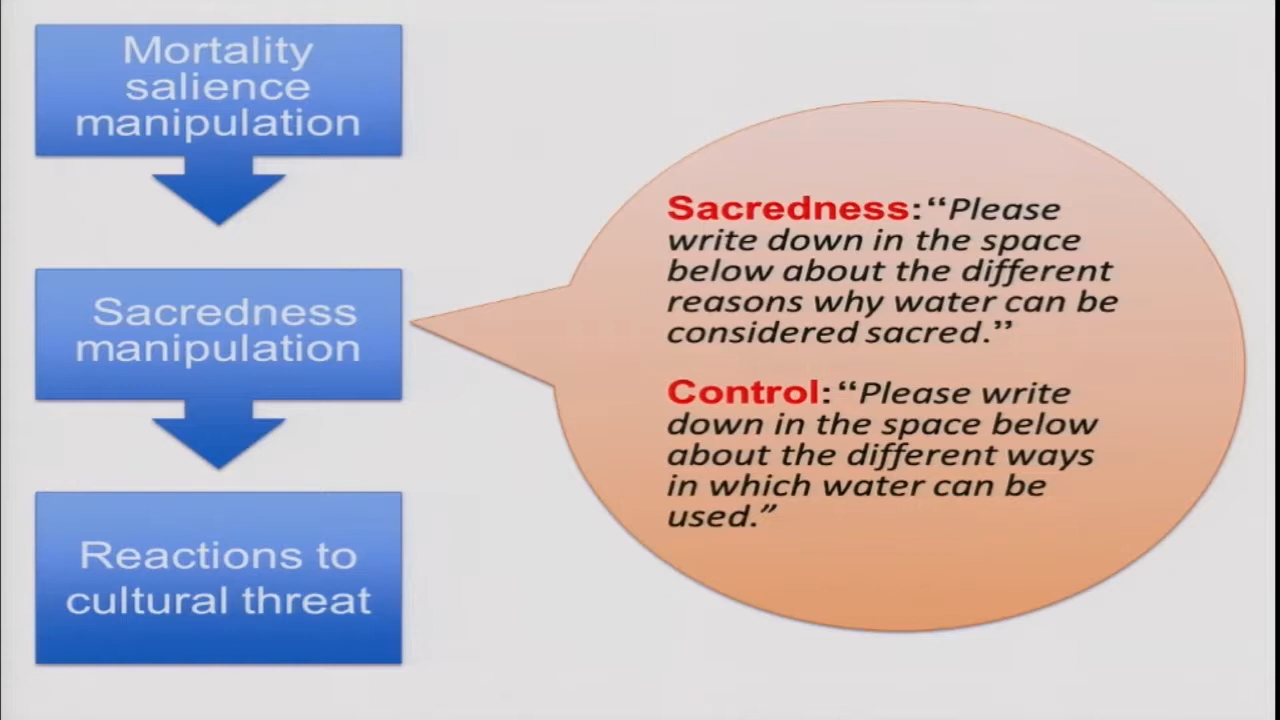 Mortality
salience
manipulation
Sacredness
manipulation
Reactions to
cultural threat
Sacredness: “Please
write down in the space
below about the different
reasons why water can be
considered sacred.”
Control: “Please write
down in the space below
about the different ways
in which water can be
used.”